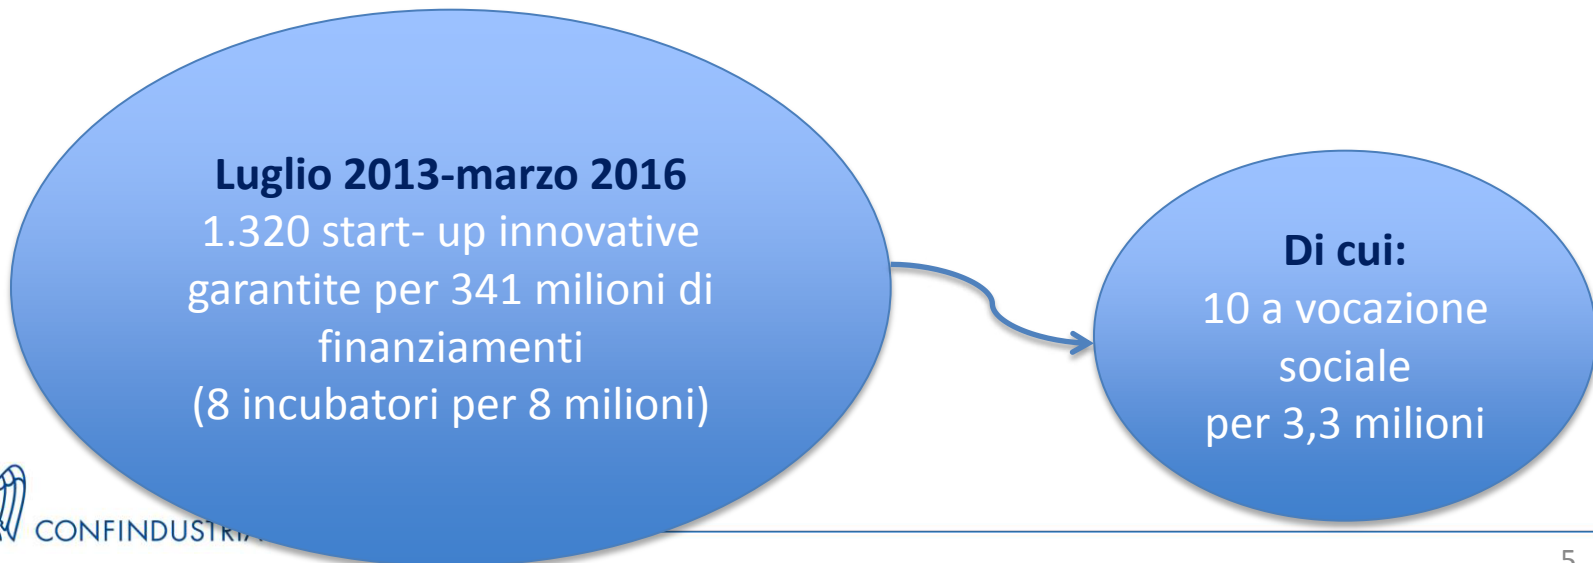 Luglio 2013-marzo 2016
1.320 start- up innovative
garantite per 341 milioni di
finanziamenti
(8 incubatori per 8 milioni)
Di cui:
10 a vocazione
sociale
per 3,3 milioni
CONFINDUSTRIA
5